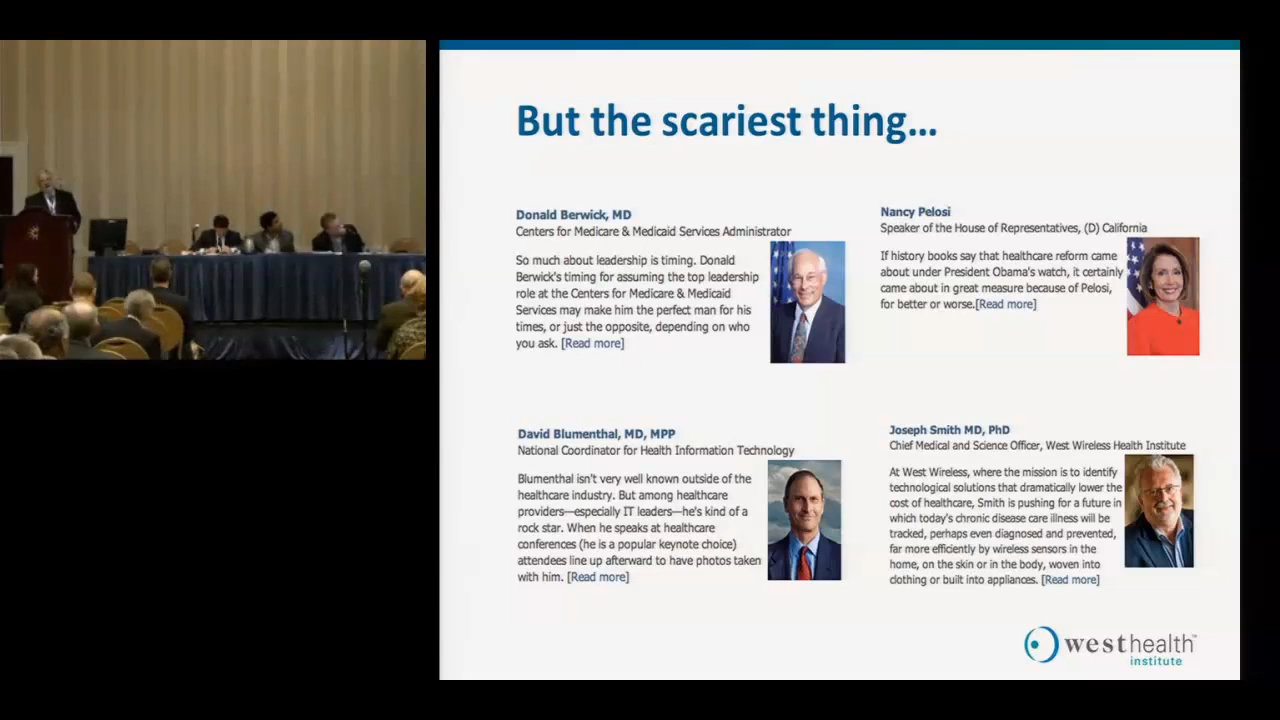 But the scariest thing...
Donald Berwick, MD
Centers for Medicare & Medicaid Services Administrator
So much about leadership is timing. Donald
Berwick's timing for assuming the top leadership
role at the Centers for Medicare & Medicaid
Services may make him the perfect man for his
times, or just the opposite, depending on who
you ask. [Read more]
Nancy Pelosi
Speaker of the House of Representatives, (D) California
If history books say that healthcare reform came
about under President Obama's watch, it certainly
came about in great measure because of Pelosi,
for better or worse.[Read more]
David Blumenthal, MD, MPP
National Coordinator for Health Information Technology
Blumenthal isn't very well known outside of the
healthcare industry. But among healthcare
providers—especially IT leaders—he's kind of a
rock star. When he speaks at healthcare
conferences (he is a popular keynote choice)
attendees line up afterward to have photos taken
with him. [Read more]
Joseph Smith MD, PhD
Chief Medical and Science Officer, West Wireless Health Institute
At West Wireless, where the mission is to identify
technological solutions that dramatically lower the
cost of healthcare, Smith is pushing for a future in
which today's chronic disease care illness will be
tracked, perhaps even diagnosed and prevented,
far more efficiently by wireless sensors in the
home, on the skin or in the body, woven into
clothing or built into appliances. [Read more]
westhealth™
institute